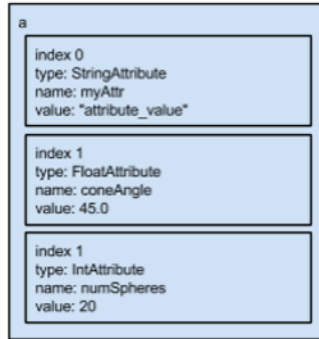 a
index 0
type: StringAttribute
name: myAttr
value: "attribute_value"
index 1
type: FloatAttribute
name: coneAngle
value: 45.0
index 1
type: IntAttribute
name: numSpheres
value: 20